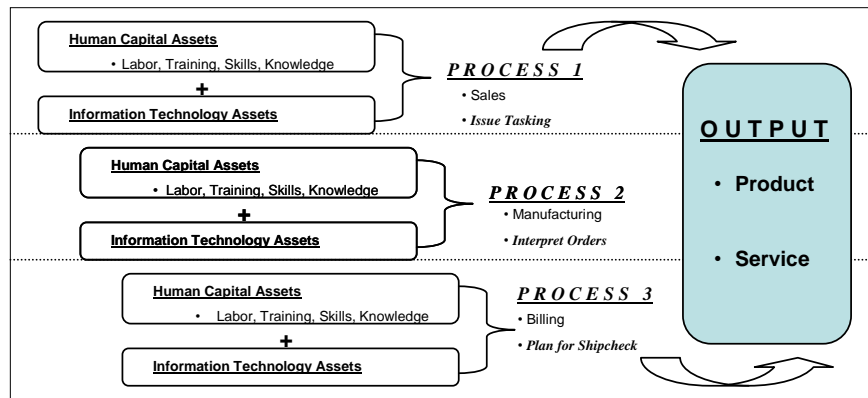 Human Capital Assets
• Labor, Training, Skills, Knowledge
+
Information Technology Assets
PROCESS 1
• Sales
• Issue Tasking
Human Capital Assets
• Labor, Training, Skills, Knowledge
+
Information Technology Assets
PROCESS 2
• Manufacturing
• Interpret Orders
Human Capital Assets
• Labor, Training, Skills, Knowledge
+
Information Technology Assets
PROCESS 3
• Billing
• Plan for Shipcheck
OUTPUT
• Product
• Service